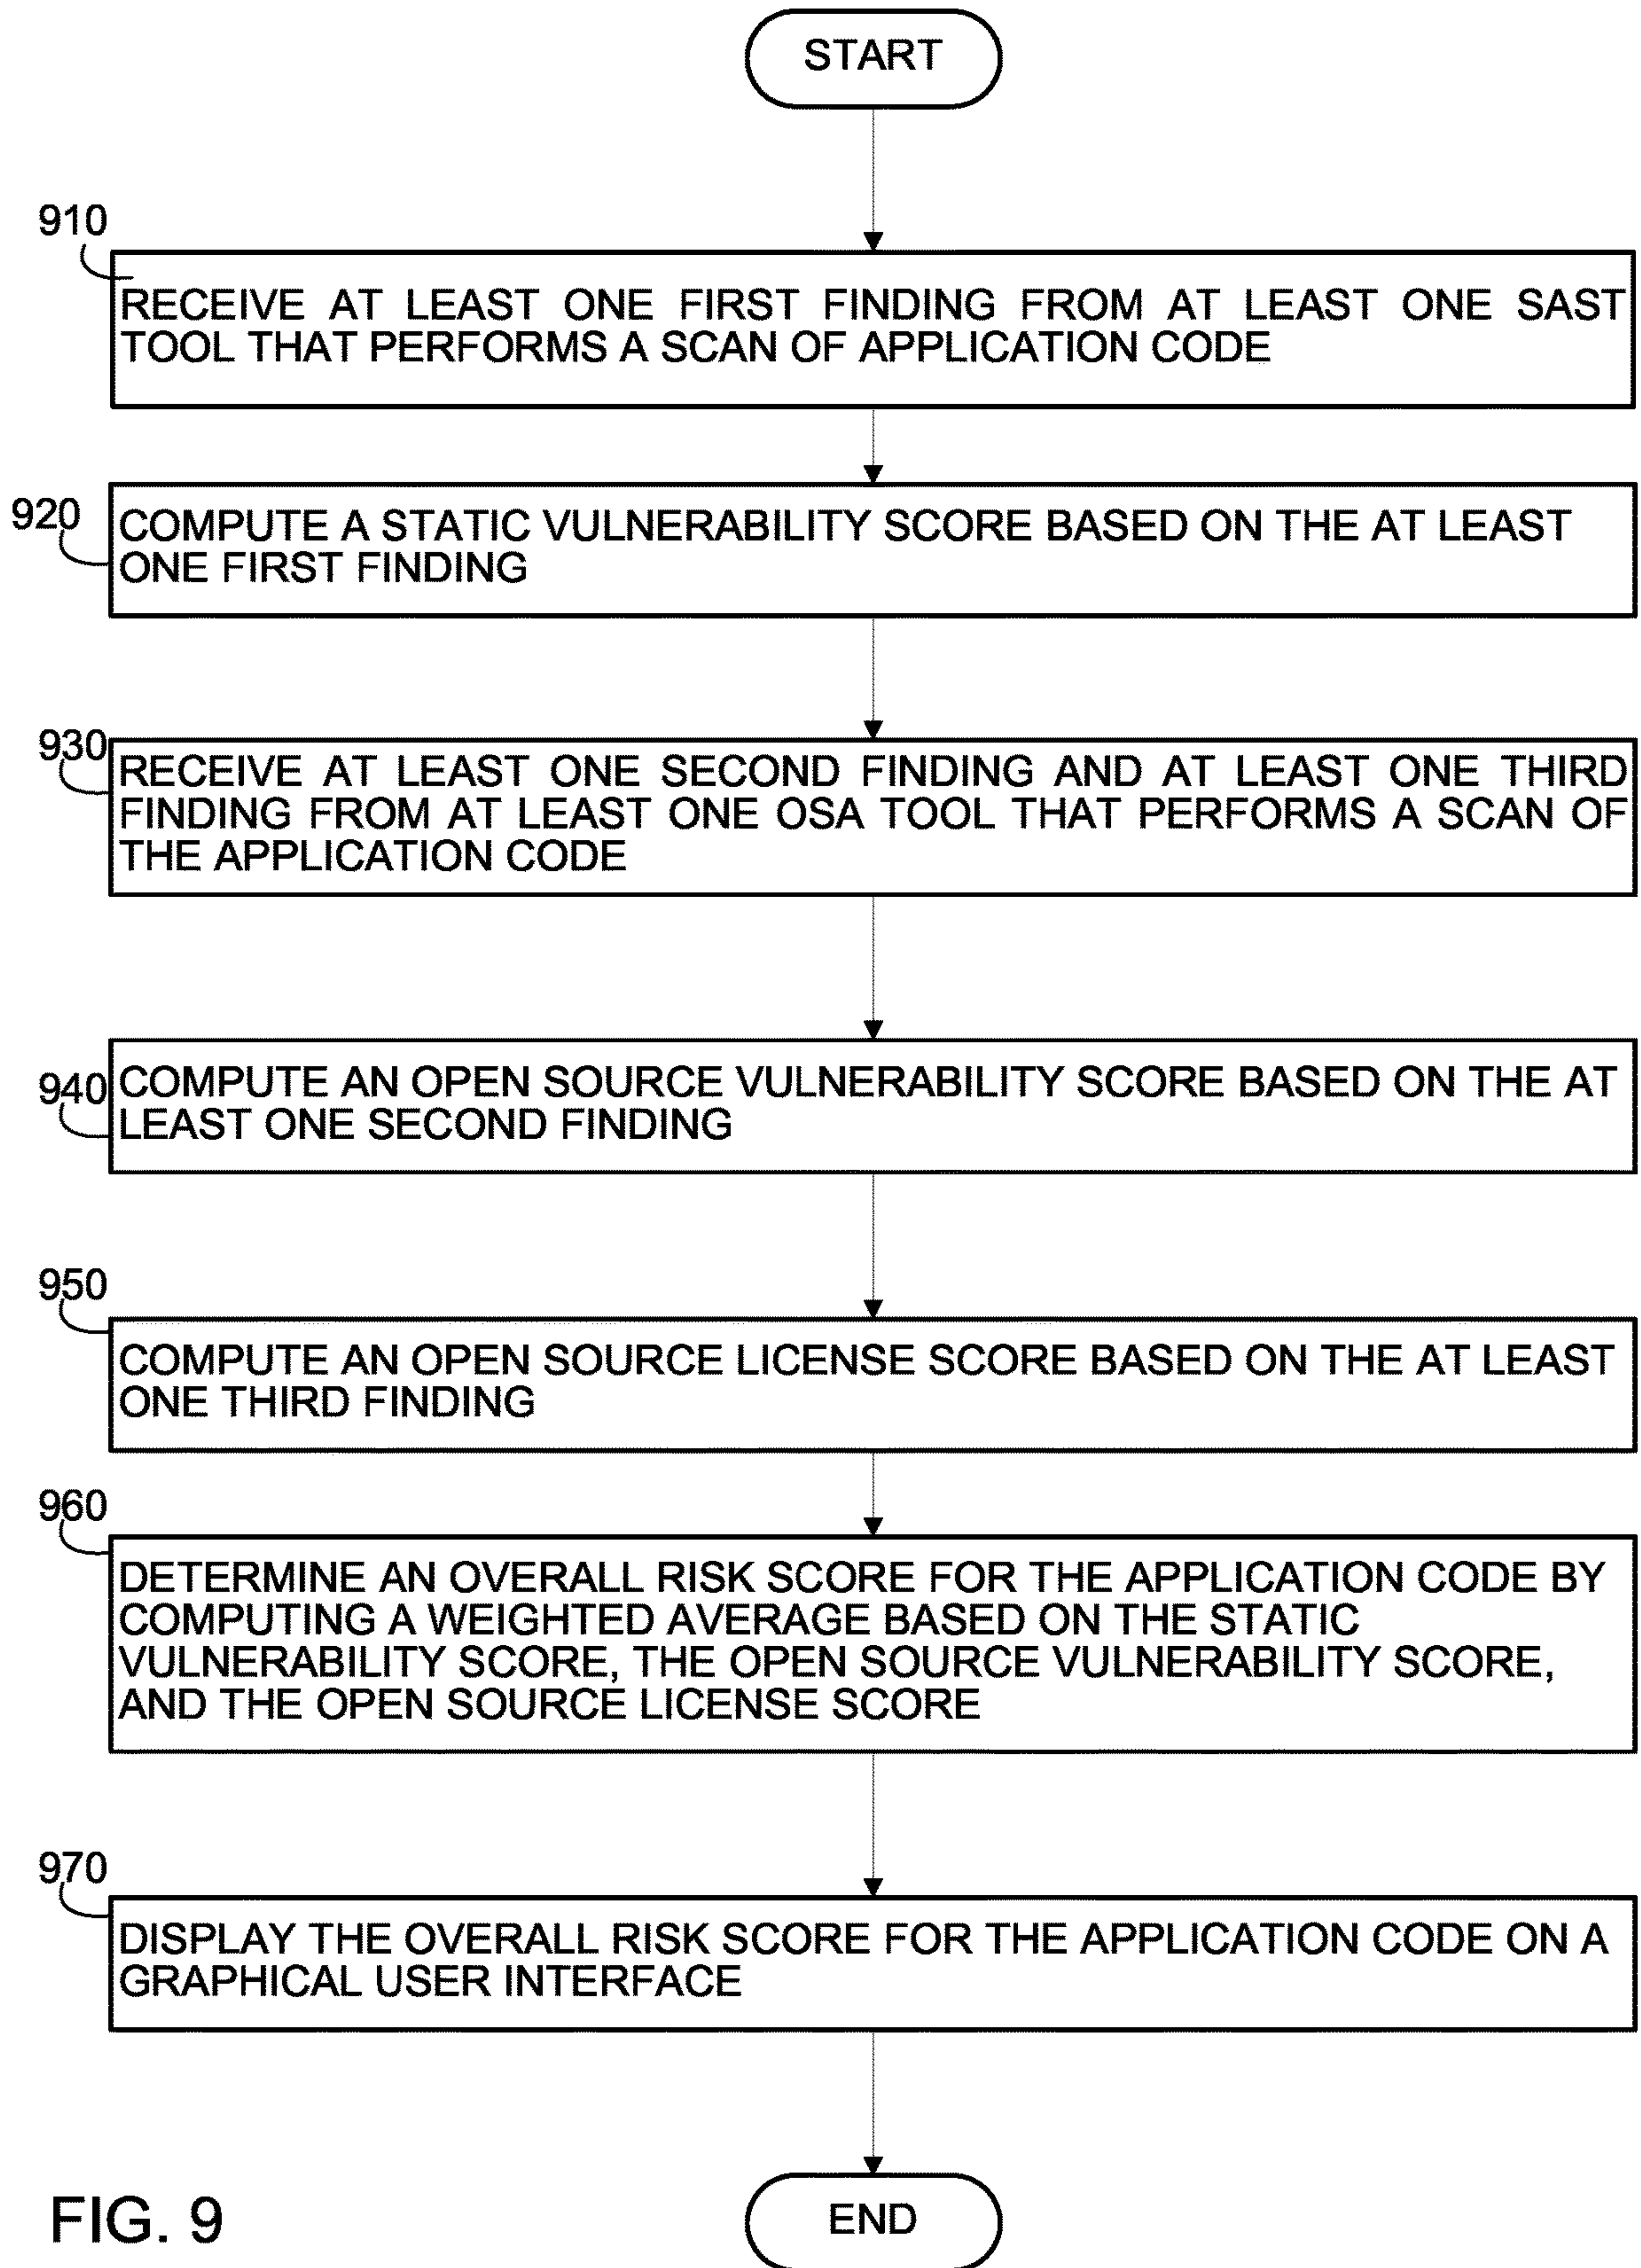 START
910
RECEIVE AT LEAST ONE FIRST FINDING FROM AT LEAST ONE SAST
TOOL THAT PERFORMS A SCAN OF APPLICATION CODE
920
COMPUTE A STATIC VULNERABILITY SCORE BASED ON THE AT LEAST
ONE FIRST FINDING
930
RECEIVE AT LEAST ONE SECOND FINDING AND AT LEAST ONE THIRD
FINDING FROM AT LEAST ONE OSA TOOL THAT PERFORMS A SCAN OF
THE APPLICATION CODE
940
COMPUTE AN OPEN SOURCE VULNERABILITY SCORE BASED ON THE AT
LEAST ONE SECOND FINDING
950
COMPUTE AN OPEN SOURCE LICENSE SCORE BASED ON THE AT LEAST
ONE THIRD FINDING
960
DETERMINE AN OVERALL RISK SCORE FOR THE APPLICATION CODE BY
COMPUTING A WEIGHTED AVERAGE BASED ON THE STATIC
VULNERABILITY SCORE, THE OPEN SOURCE VULNERABILITY SCORE,
AND THE OPEN SOURCE LICENSE SCORE
970
DISPLAY THE OVERALL RISK SCORE FOR THE APPLICATION CODE ON A
GRAPHICAL USER INTERFACE
END
FIG. 9